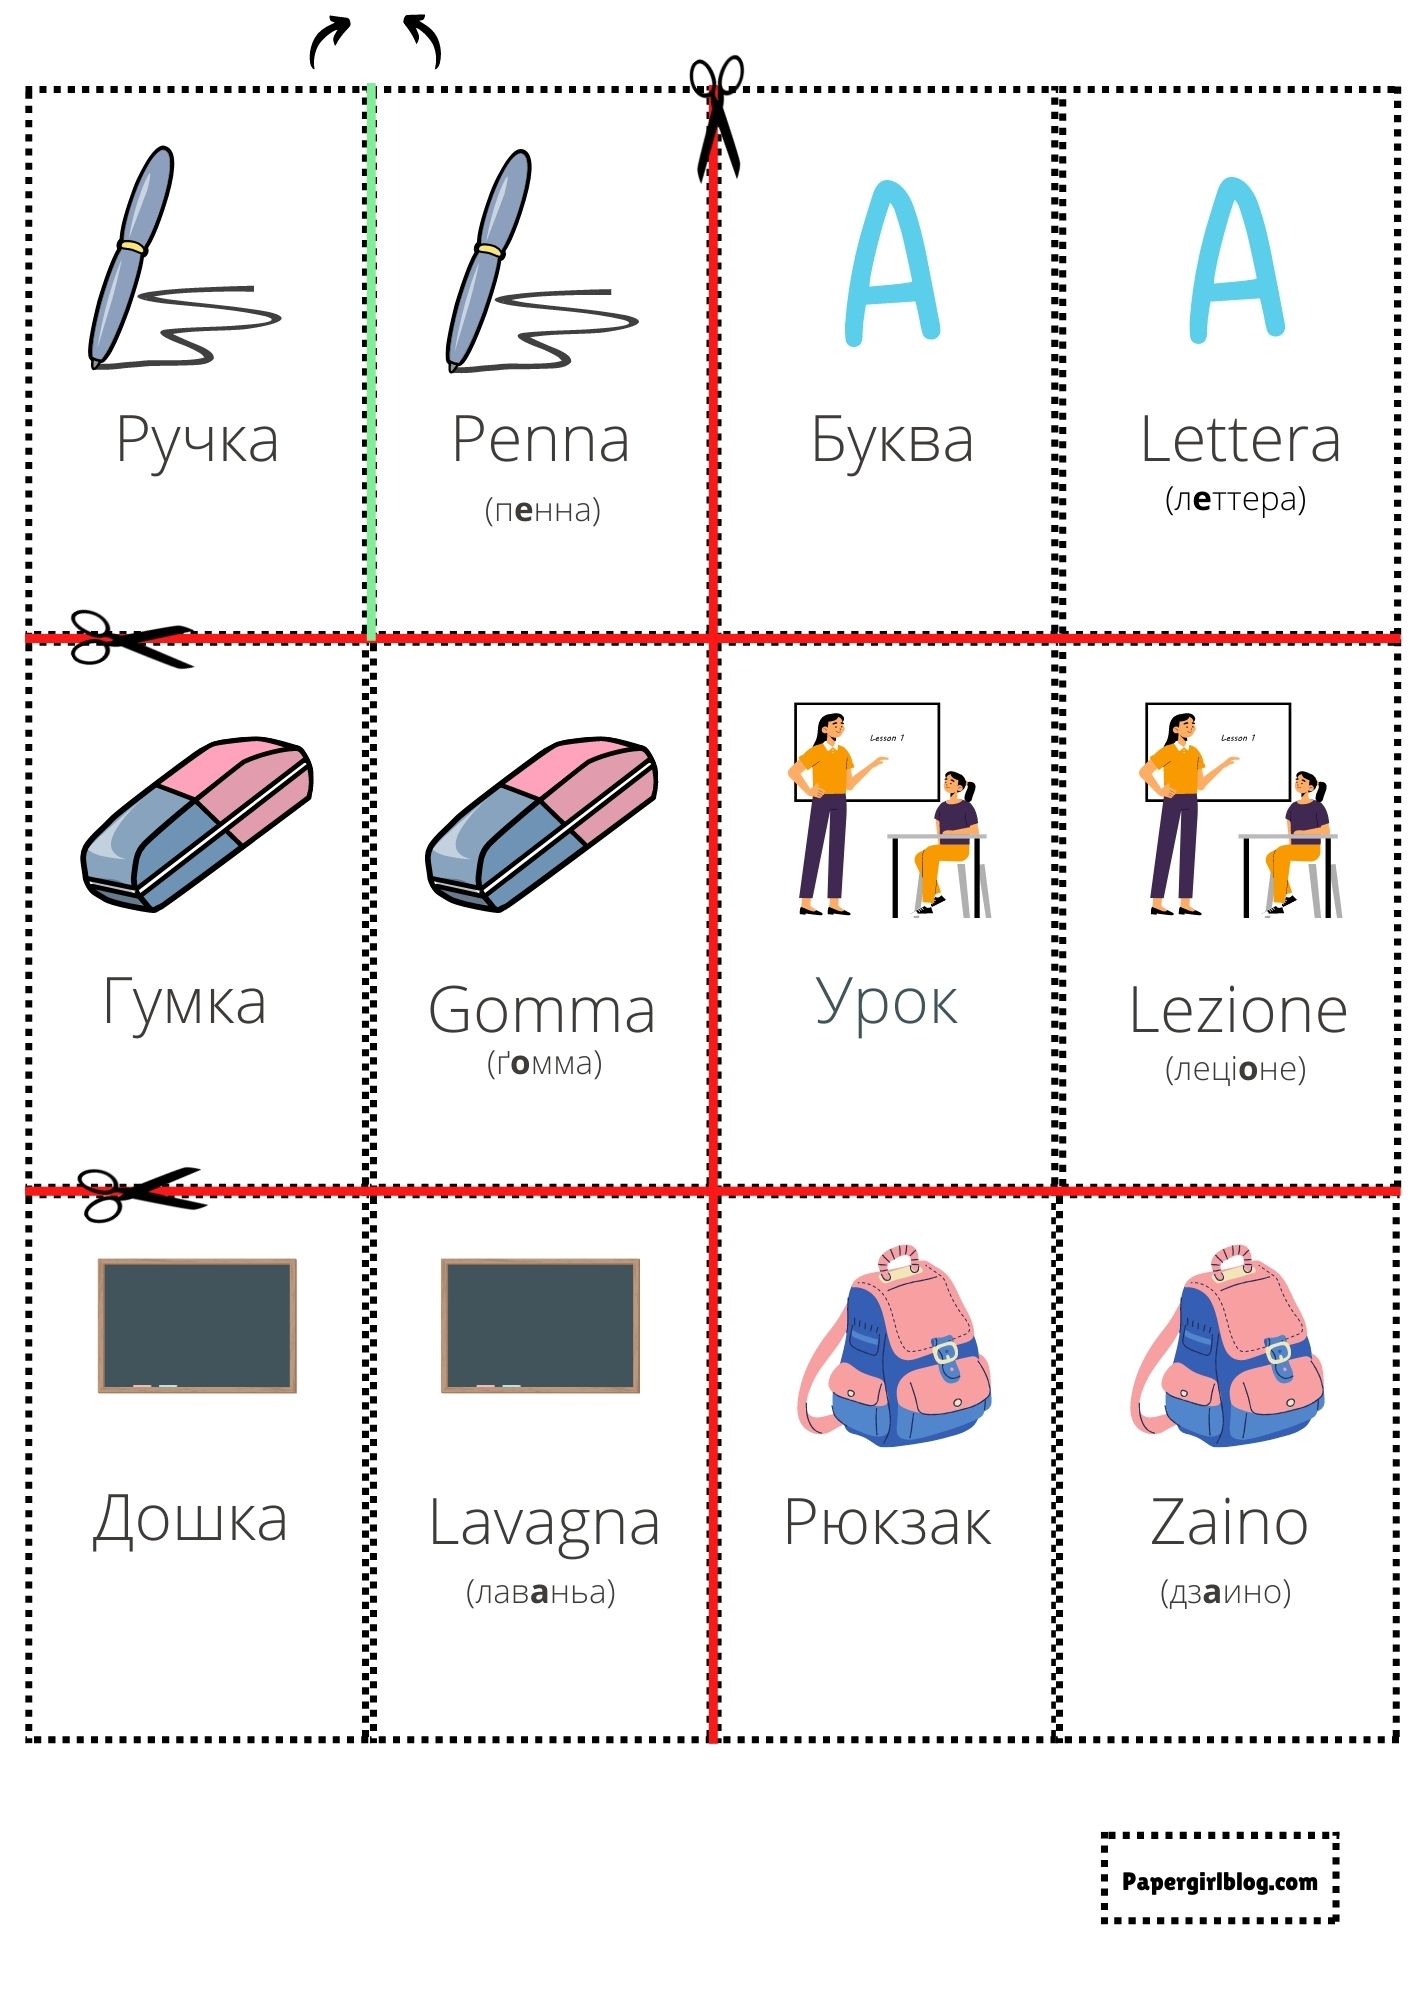 Ручка
Penna
(пенна)
Буква
Lettera
(леттера)
Гумка
Gomma
(ґомма)
Lesson 1
Урок
Lesson 1
Lezione
(леціоне)
Дошка
Lavagna
(лаванья)
Рюкзак
Zaino
(дзаино)
Papergirlblog.com